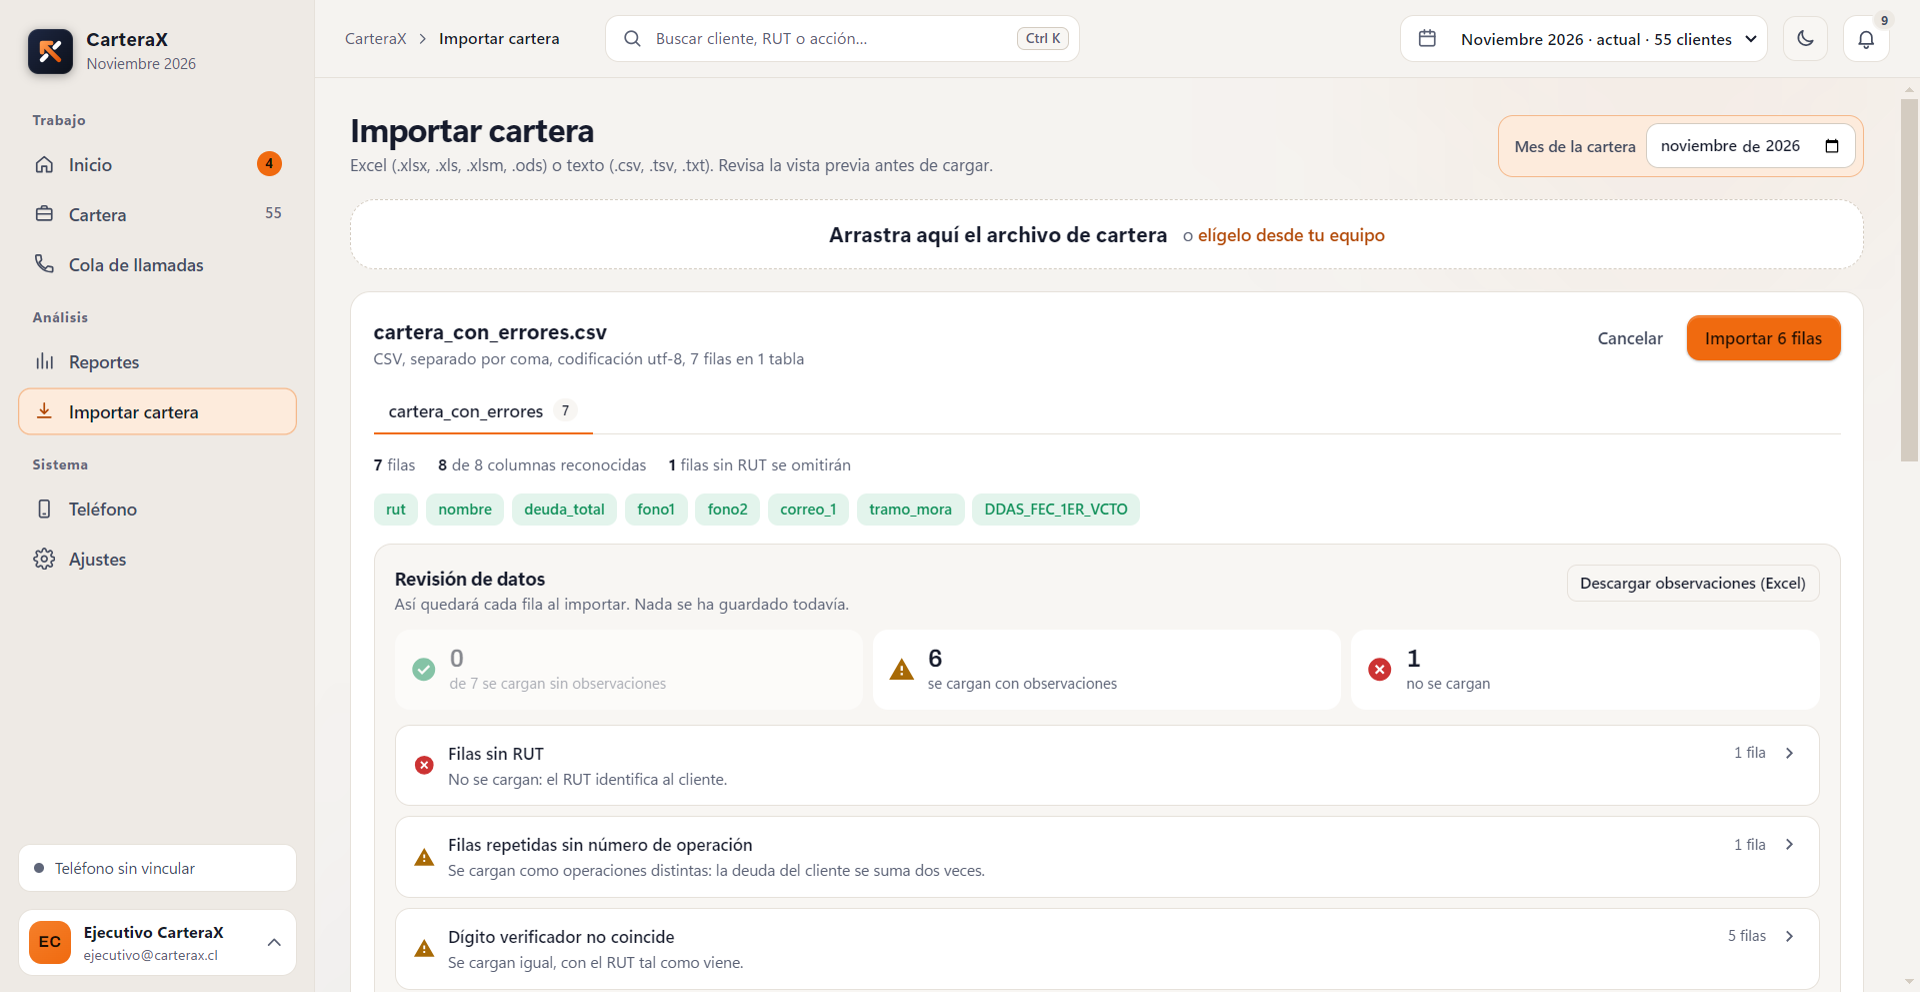 CarteraX
Noviembre 2026
Trabajo
Inicio
4
Cartera
55
Cola de llamadas
Análisis
Reportes
Importar cartera
Sistema
Teléfono
Ajustes
Teléfono sin vincular
EC
Ejecutivo CarteraX
ejecutivo@carterax.cl
CarteraX > Importar cartera
Buscar cliente, RUT o acción...
Ctrl K
Noviembre 2026 · actual · 55 clientes
9
Importar cartera
Excel (.xlsx, .xls, .xlsm, .ods) o texto (.csv, .tsv, .txt). Revisa la vista previa antes de cargar.
Mes de la cartera
noviembre de 2026
Arrastra aquí el archivo de cartera o elígelo desde tu equipo
cartera_con_errores.csv
CSV, separado por coma, codificación utf-8, 7 filas en 1 tabla
Cancelar
Importar 6 filas
cartera_con_errores 7
7 filas 8 de 8 columnas reconocidas 1 filas sin RUT se omitirán
rut nombre deuda_total fono1 fono2 correo_1 tramo_mora DDAS_FEC_1ER_VCTO
Revisión de datos
Así quedará cada fila al importar. Nada se ha guardado todavía.
Descargar observaciones (Excel)
0
de 7 se cargan sin observaciones
6
se cargan con observaciones
1
no se cargan
Filas sin RUT
No se cargan: el RUT identifica al cliente.
1 fila
Filas repetidas sin número de operación
Se cargan como operaciones distintas: la deuda del cliente se suma dos veces.
1 fila
Dígito verificador no coincide
Se cargan igual, con el RUT tal como viene.
5 filas